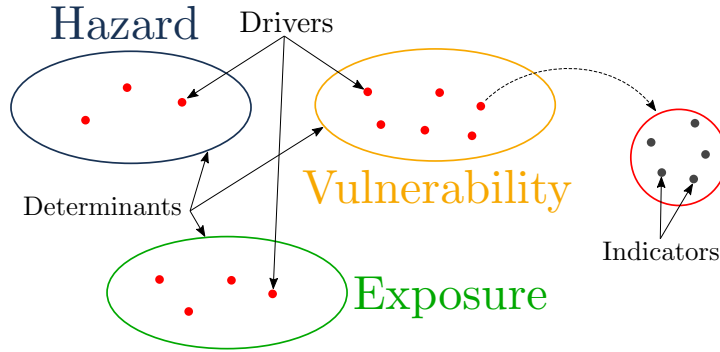 Hazard
Drivers
Vulnerability
Determinants
Indicators
Exposure